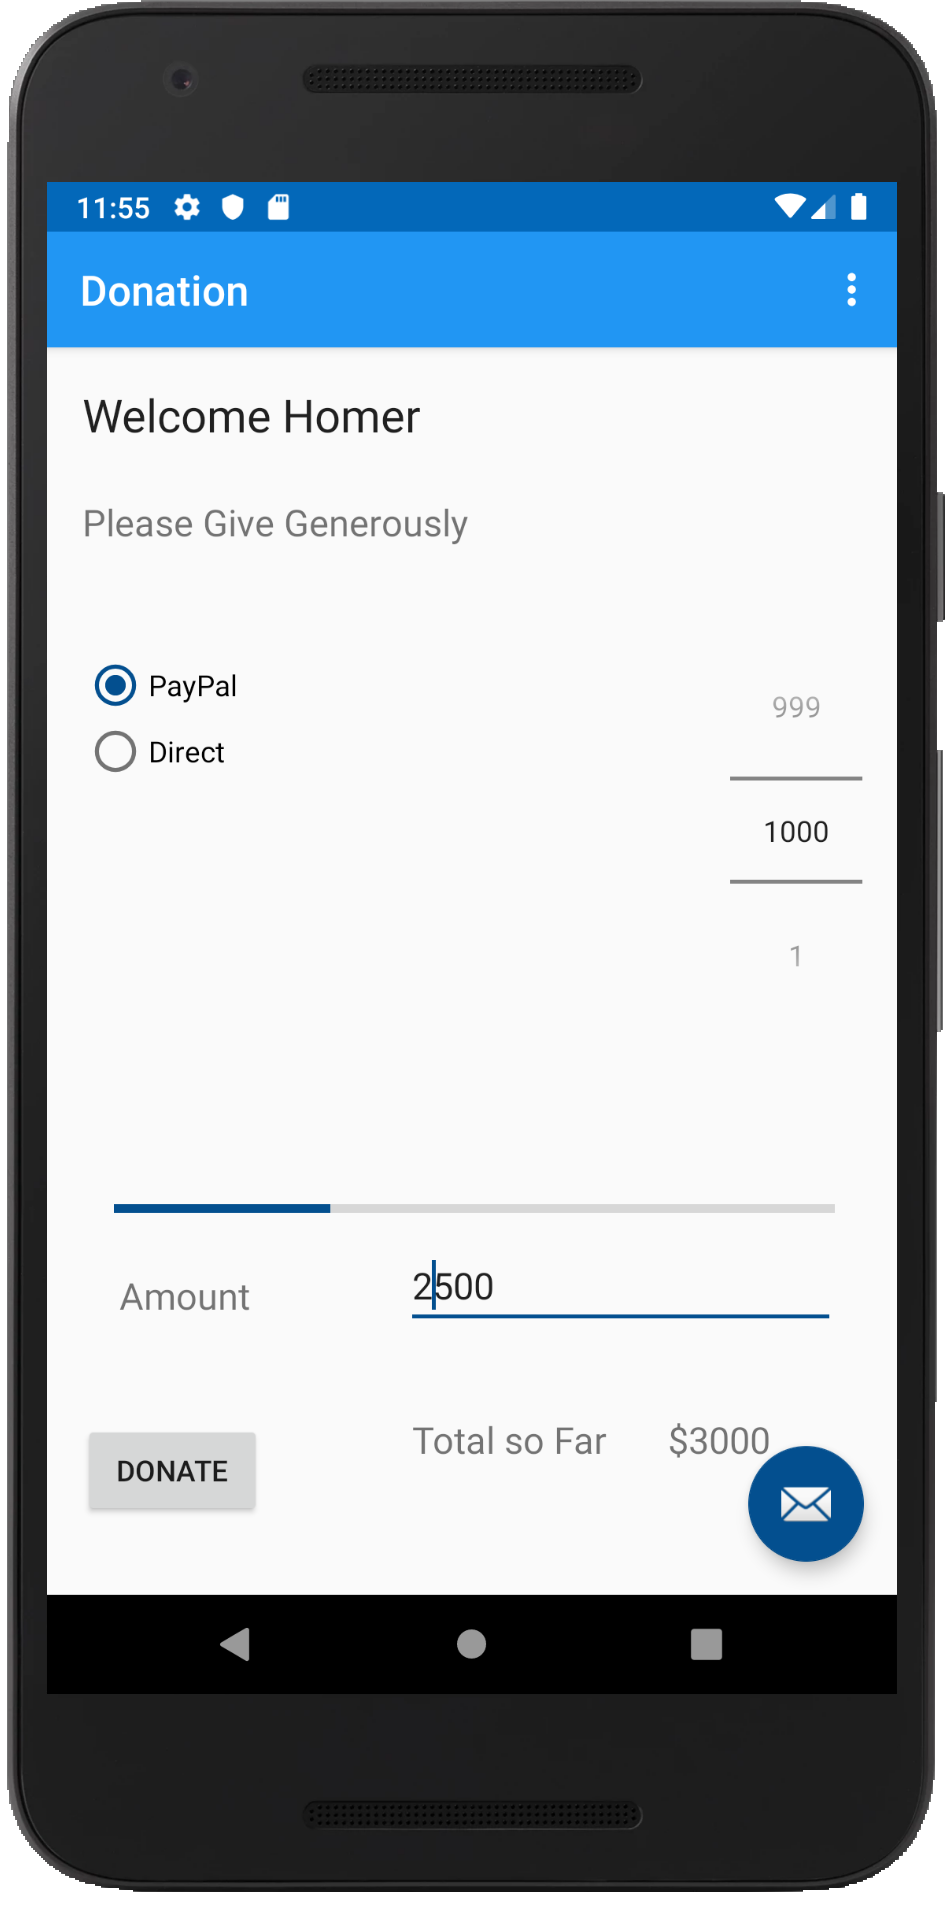 11:55
Donation
Welcome Homer
Please Give Generously
PayPal
Direct
999
1000
1
Amount
2500
Total so Far $3000
DONATE